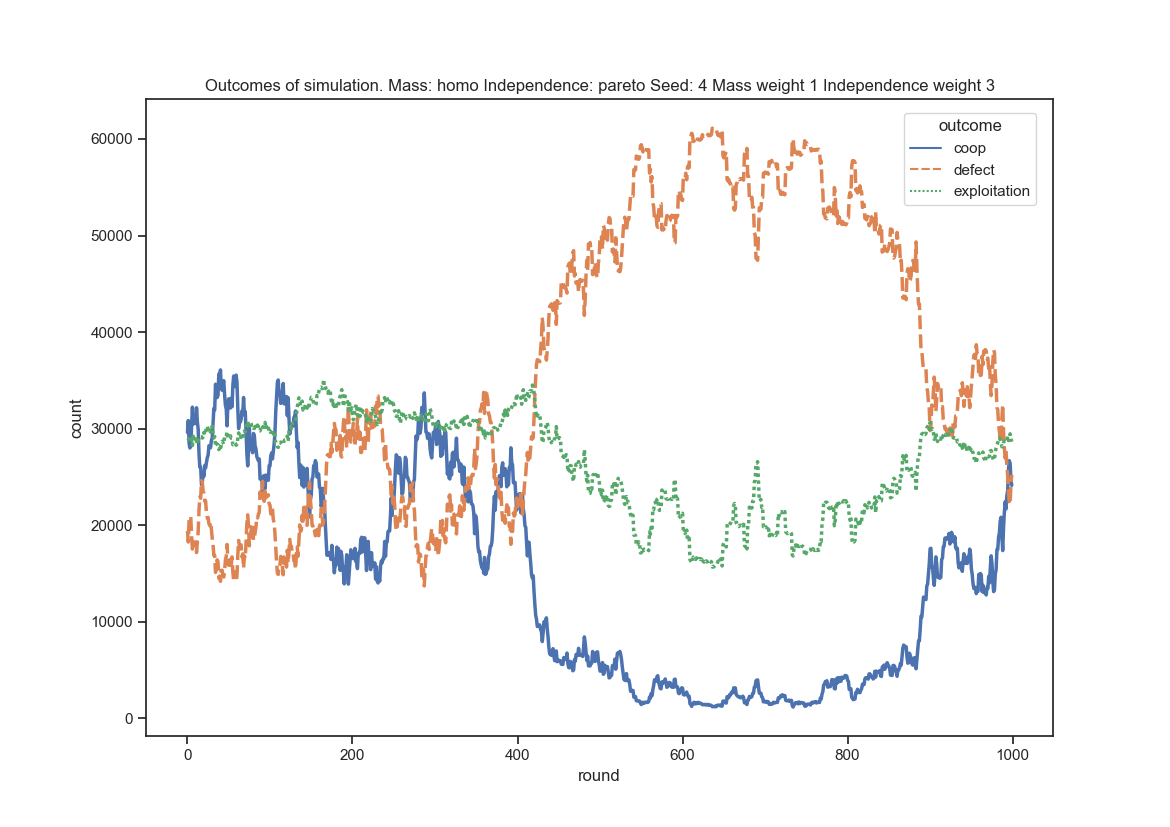 Outcomes of simulation. Mass: homo Independence: pareto Seed: 4 Mass weight 1 Independence weight 3
outcome
coop
defect
exploitation
60000
50000
40000
30000
20000
10000
0
count
0 200 400 600 800 1000
round